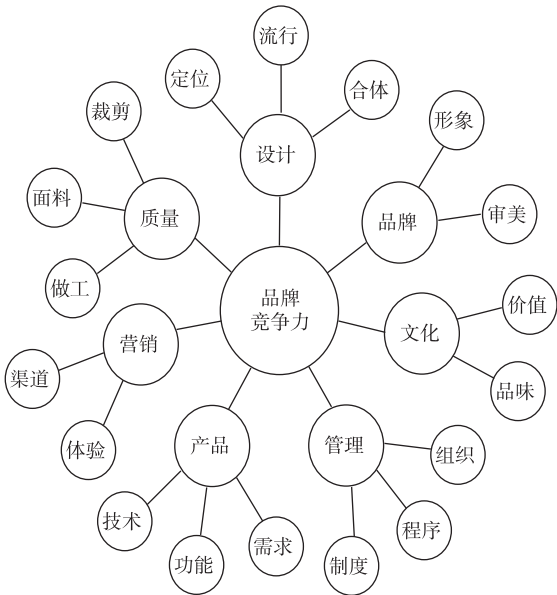 流行
定位
合体
设计
裁剪
面料
做工
质量
形象
审美
品牌
品牌
竞争力
价值
品味
文化
营销
渠道
体验
产品
技术
功能
需求
管理
组织
程序
制度